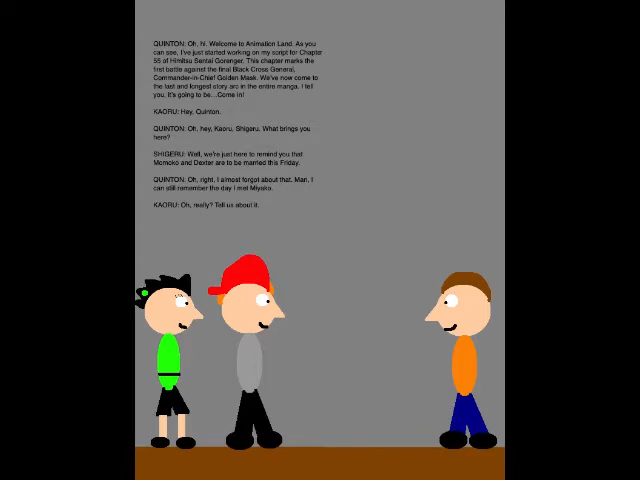 QUINTON: Oh, hi. Welcome to Animation Land. As you
can see, I've just started working on my script for Chapter
55 of Himitsu Sentai Gorenger. This chapter marks the
first battle against the final Black Cross General,
Commander-in-Chief Golden Mask. We've now come to
the last and longest story arc in the entire manga. I tell
you, it's going to be...Come in!
KAORU: Hey, Quinton.
QUINTON: Oh, hey, Kaoru, Shigeru. What brings you
here?
SHIGERU: Well, we're just here to remind you that
Momoko and Dexter are to be married this Friday.
QUINTON: Oh, right, I almost forgot about that. Man, I
can still remember the day I met Miyako.
KAORU: Oh, really? Tell us about it.